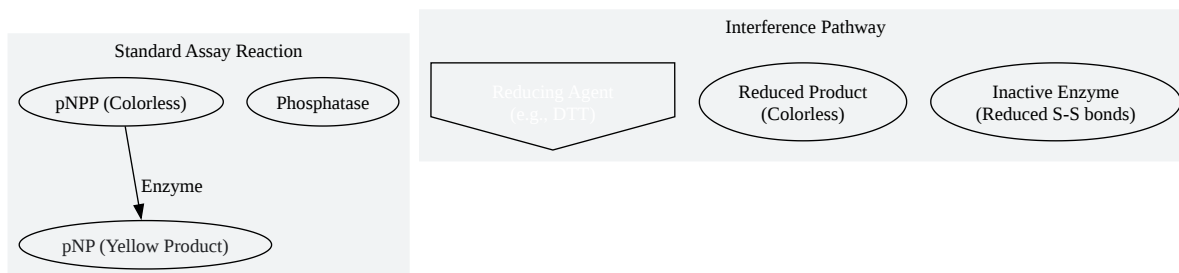 Standard Assay Reaction
pNPP (Colorless)
Phosphatase
Enzyme
pNP (Yellow Product)
Interference Pathway
Reducing Agent
(e.g., DTT)
Reduced Product
(Colorless)
Inactive Enzyme
(Reduced S-S bonds)